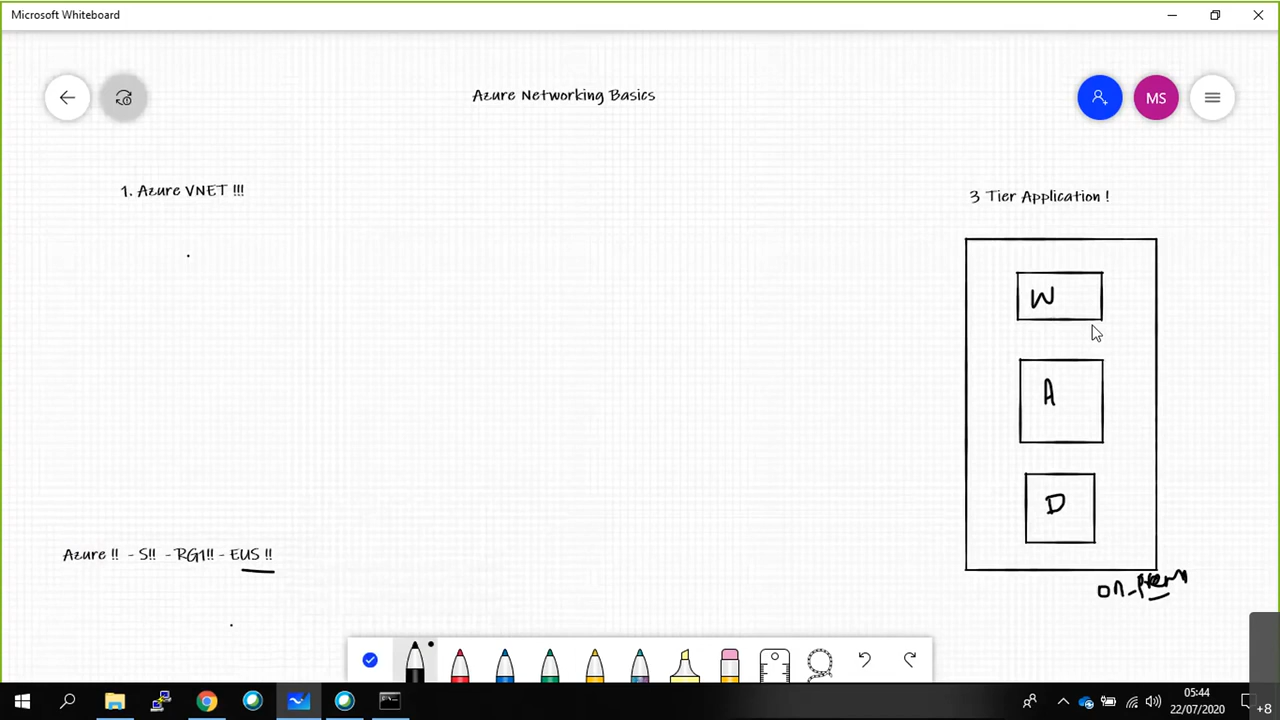 Microsoft Whiteboard
Azure Networking Basics
MS
1. Azure VNET !!!
3 Tier Application !
W
A
D
Azure !! - S!! - RG1!! - EUS !!
on-prem
05:44
22/07/2020
+8